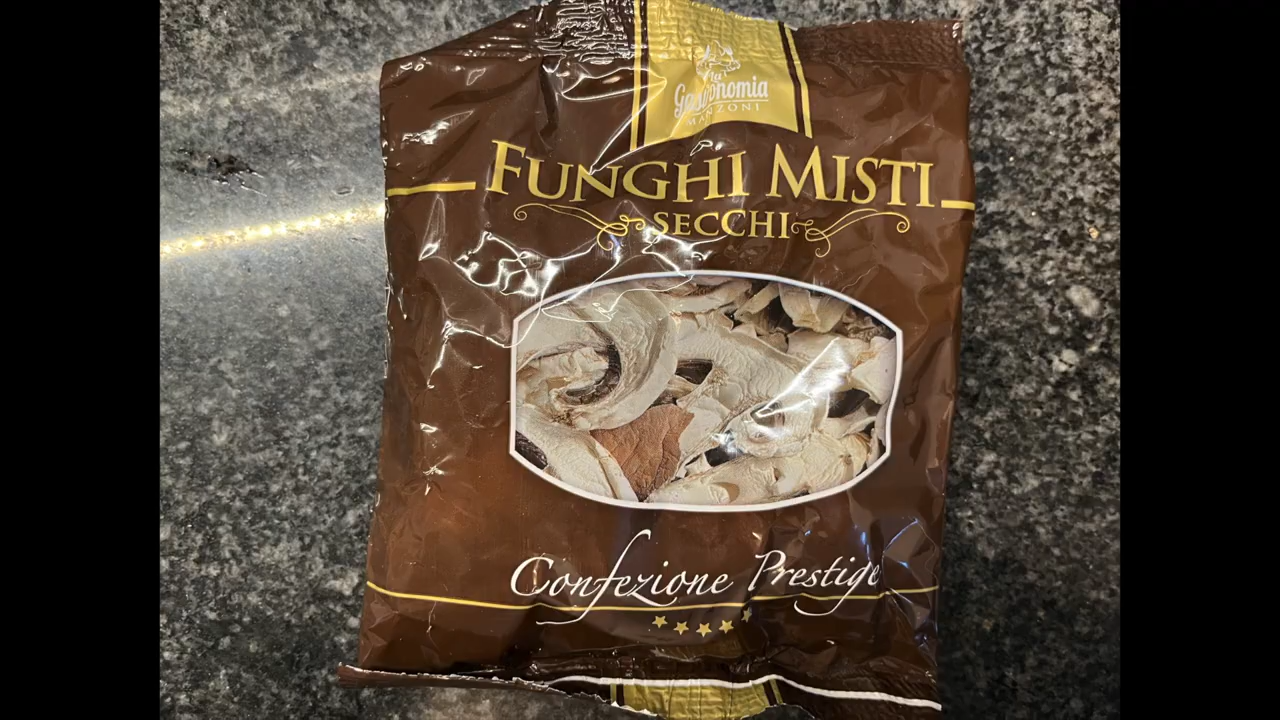 la
Gastronomia
MANZONI
FUNGHI MISTI
SECCHI
Confezione Prestige